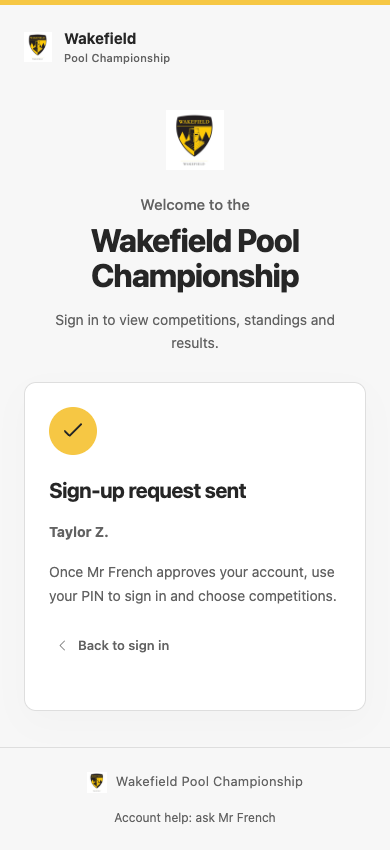 Wakefield
Pool Championship
WAKEFIELD
Welcome to the
Wakefield Pool
Championship
Sign in to view competitions, standings and
results.
Sign-up request sent
Taylor Z.
Once Mr French approves your account, use
your PIN to sign in and choose competitions.
Back to sign in
Wakefield Pool Championship
Account help: ask Mr French